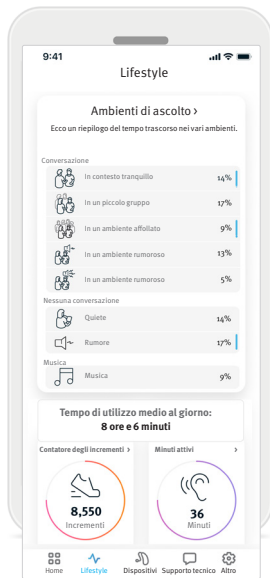 9:41
Lifestyle
Ambienti di ascolto ›
Ecco un riepilogo del tempo trascorso nei vari ambienti.
Conversazione
In contesto tranquillo 14%
In un piccolo gruppo 17%
In un ambiente affollato 9%
In un ambiente rumoroso 13%
In un ambiente rumoroso 5%
Nessuna conversazione
Quiete 14%
Rumore 17%
Musica
Musica 9%
Tempo di utilizzo medio al giorno:
8 ore e 6 minuti
Contatore degli incrementi › Minuti attivi ›
8,550 36
Incrementi Minuti
Home Lifestyle Dispositivi Supporto tecnico Altro